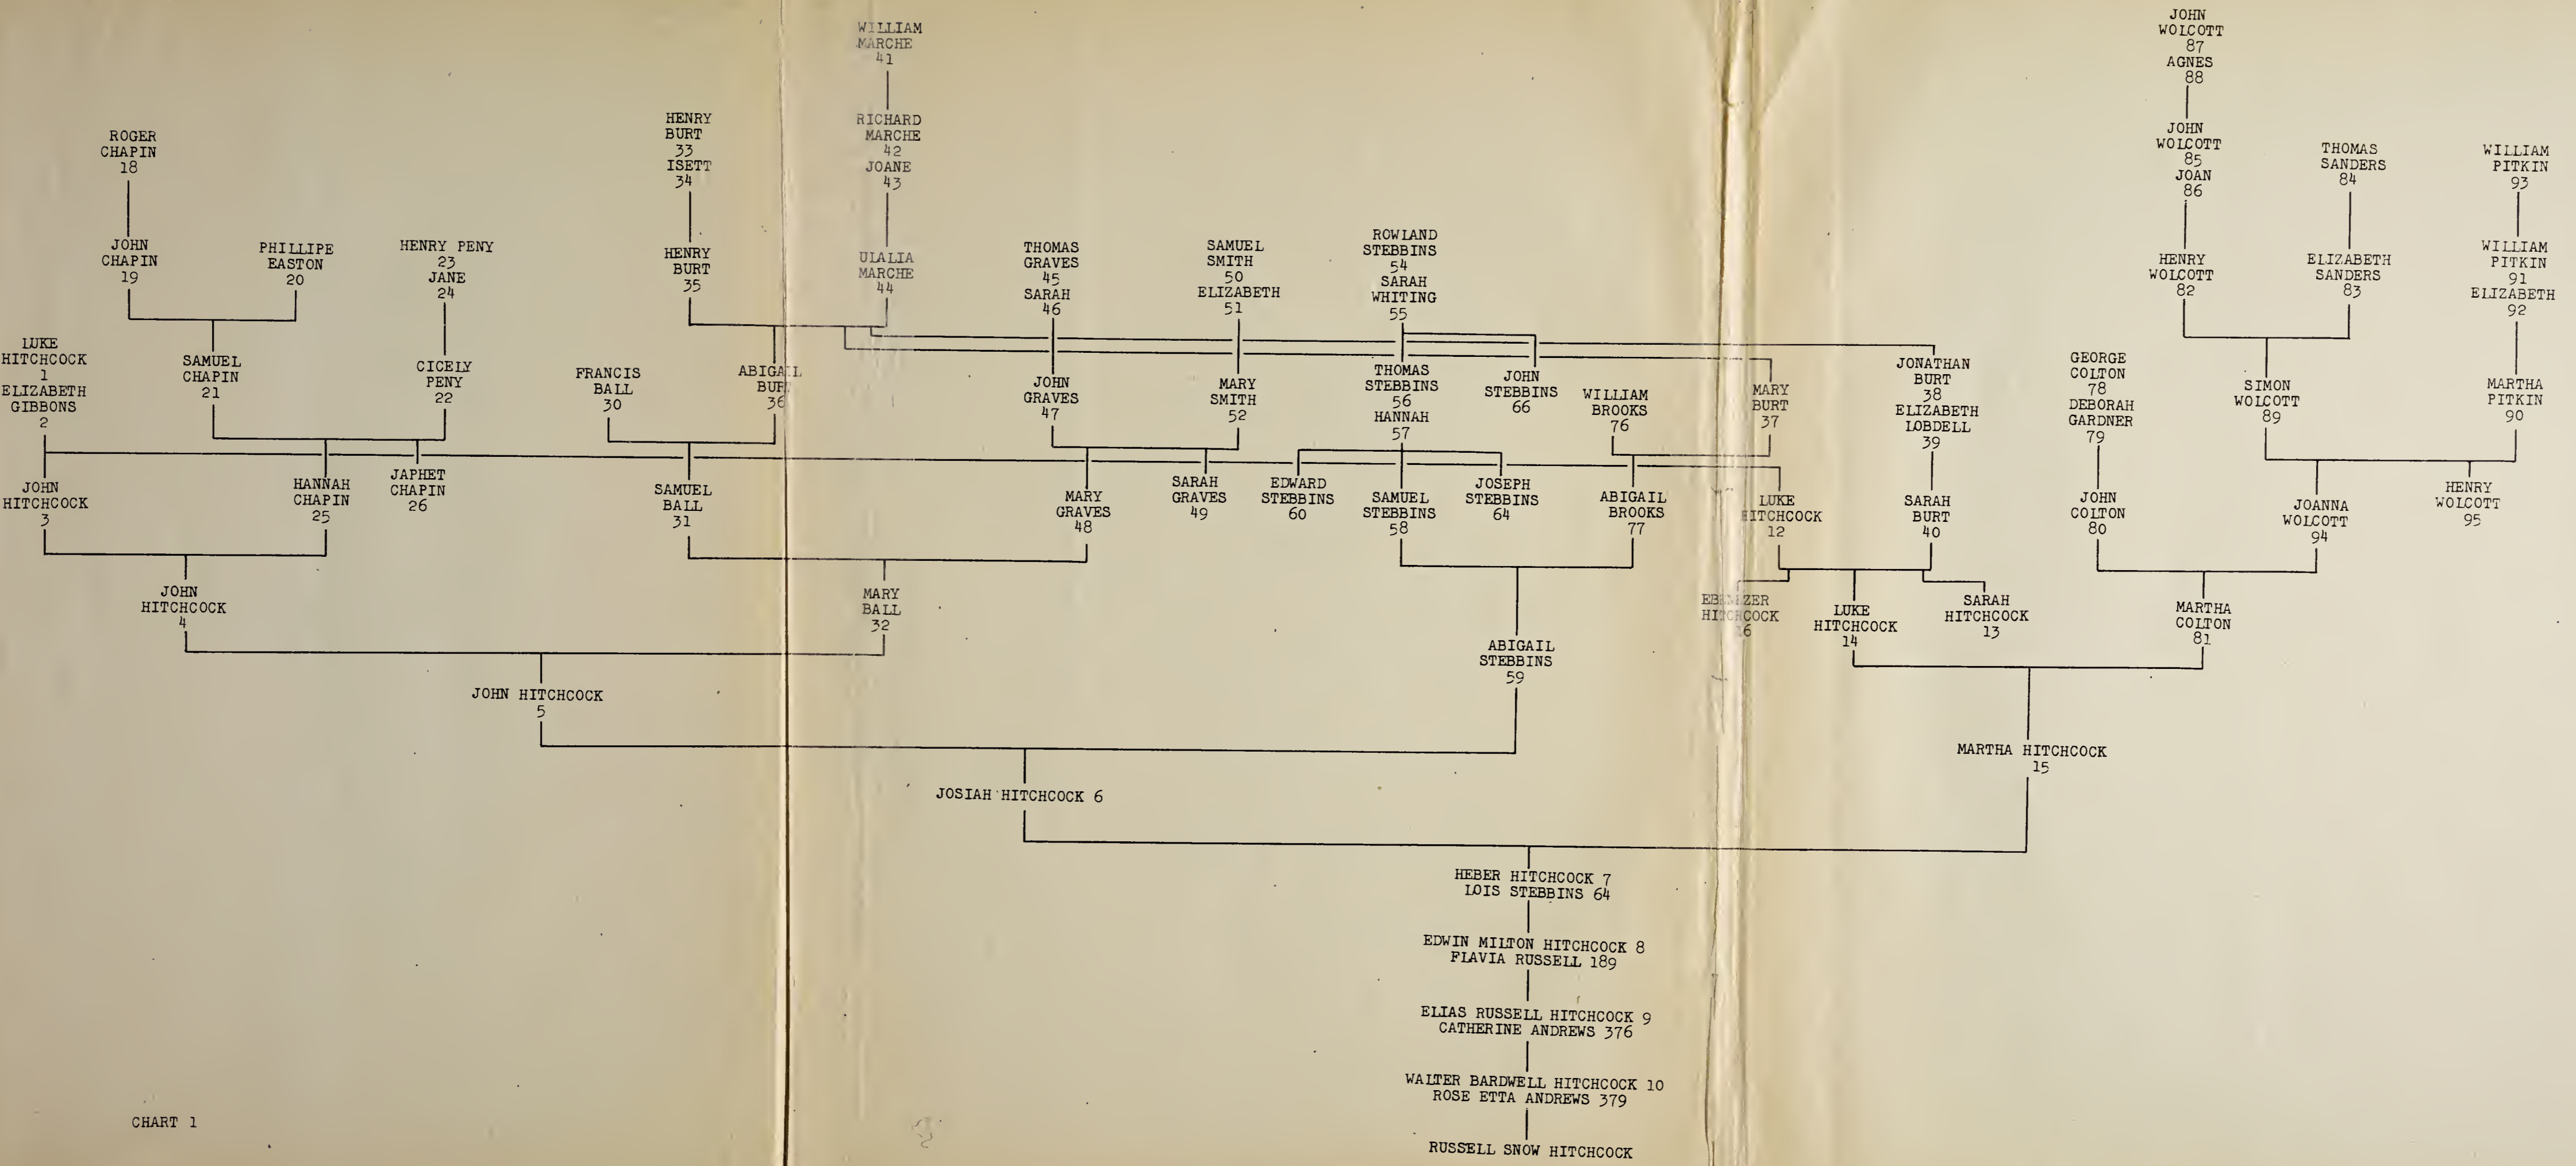 WILLIAM
MARCHE
41
JOHN
WOLCOTT
87
AGNES
88
ROGER
CHAPIN
18
HENRY
BURT
33
ISETT
34
RICHARD
MARCHE
42
JOANE
43
JOHN
WOLCOTT
85
JOAN
86
THOMAS
SANDERS
84
WILLIAM
PITKIN
93
JOHN
CHAPIN
19
PHILLIPE
EASTON
20
HENRY PENY
23
JANE
24
HENRY
BURT
35
ULALIA
MARCHE
44
THOMAS
GRAVES
45
SARAH
46
SAMUEL
SMITH
50
ELIZABETH
51
ROWLAND
STEBBINS
54
SARAH
WHITING
55
HENRY
WOLCOTT
82
ELIZABETH
SANDERS
83
WILLIAM
PITKIN
91
ELIZABETH
92
LUKE
HITCHCOCK
1
ELIZABETH
GIBBONS
2
SAMUEL
CHAPIN
21
CICELY
PENY
22
FRANCIS
BALL
30
ABIGAIL
BURT
36
JOHN
GRAVES
47
MARY
SMITH
52
THOMAS
STEBBINS
56
HANNAH
57
JOHN
STEBBINS
66
WILLIAM
BROOKS
76
MARY
BURT
37
JONATHAN
BURT
38
ELIZABETH
LOBDELL
39
GEORGE
COLTON
78
DEBORAH
GARDNER
79
SIMON
WOLCOTT
89
MARTHA
PITKIN
90
JOHN
HITCHCOCK
3
HANNAH
CHAPIN
25
JAPHET
CHAPIN
26
SAMUEL
BALL
31
MARY
GRAVES
48
SARAH
GRAVES
49
EDWARD
STEBBINS
60
SAMUEL
STEBBINS
58
JOSEPH
STEBBINS
64
ABIGAIL
BROOKS
77
LUKE
HITCHCOCK
12
SARAH
BURT
40
JOHN
COLTON
80
JOANNA
WOLCOTT
94
HENRY
WOLCOTT
95
JOHN
HITCHCOCK
4
MARY
BALL
32
EBENEZER
HITCHCOCK
16
LUKE
HITCHCOCK
14
SARAH
HITCHCOCK
13
MARTHA
COLTON
81
ABIGAIL
STEBBINS
59
JOHN HITCHCOCK
5
MARTHA HITCHCOCK
15
JOSIAH HITCHCOCK 6
HEBER HITCHCOCK 7
LOIS STEBBINS 64
EDWIN MILTON HITCHCOCK 8
FLAVIA RUSSELL 189
ELIAS RUSSELL HITCHCOCK 9
CATHERINE ANDREWS 376
WALTER BARDWELL HITCHCOCK 10
ROSE ETTA ANDREWS 379
RUSSELL SNOW HITCHCOCK
CHART 1